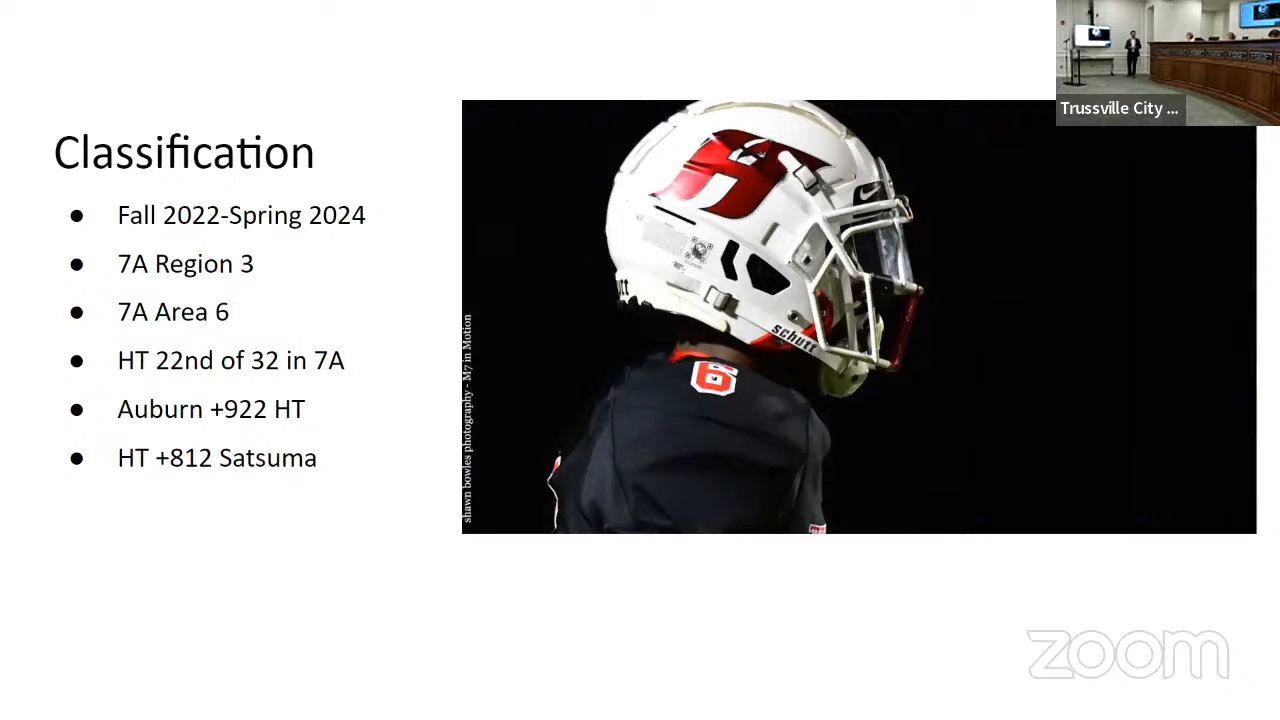 Trussville City ...
Classification
● Fall 2022-Spring 2024
● 7A Region 3
● 7A Area 6
● HT 22nd of 32 in 7A
● Auburn +922 HT
● HT +812 Satsuma
shawn bowles photography - M7 in Motion
H
schutt
6
zoom